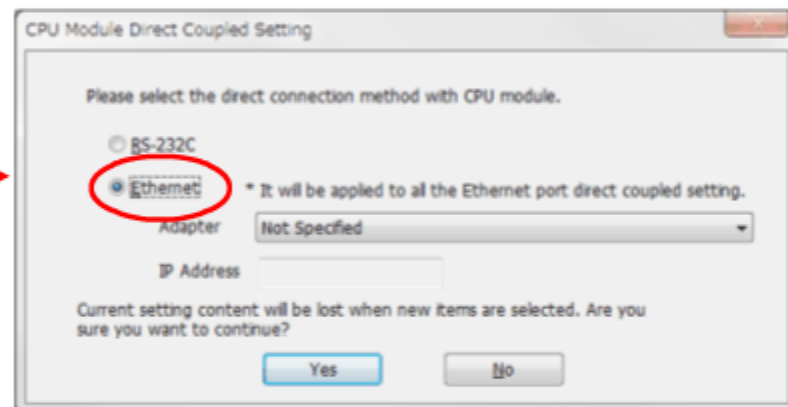 CPU Module Direct Coupled Setting
Please select the direct connection method with CPU module.
RS-232C
Ethernet * It will be applied to all the Ethernet port direct coupled setting.
Adapter Not Specified
IP Address
Current setting content will be lost when new items are selected. Are you
sure you want to continue?
Yes No